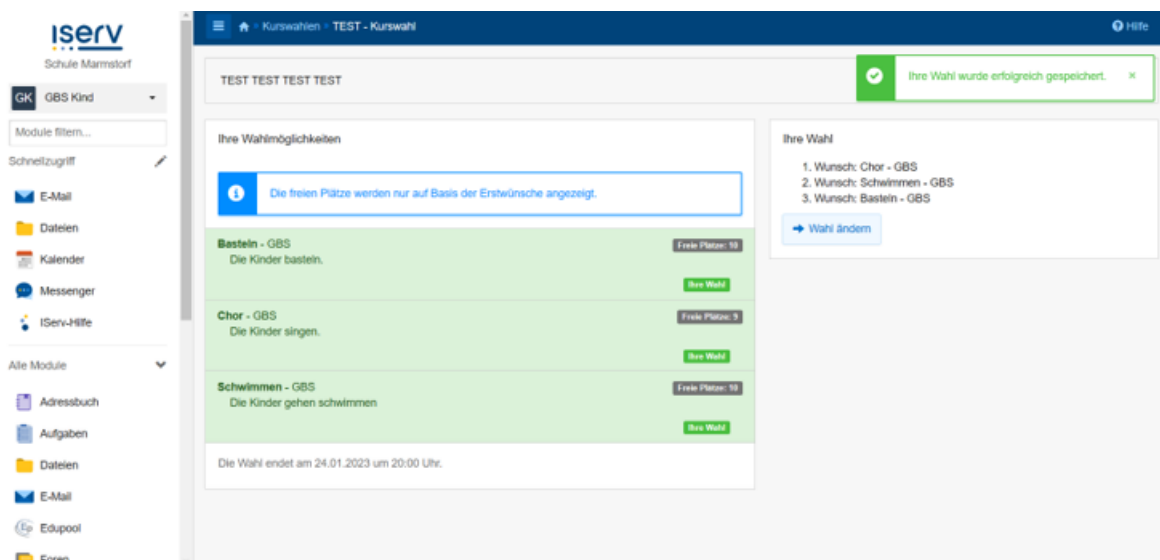 IServ
Schule Marmstorf
GK GBS Kind
Module filtern...
Schnellzugriff
E-Mail
Dateien
Kalender
Messenger
IServ-Hilfe
Alle Module
Adressbuch
Aufgaben
Dateien
E-Mail
Edupool
Foren
Kurswahlen TEST - Kurswahl
Hilfe
TEST TEST TEST TEST
Ihre Wahl wurde erfolgreich gespeichert. ×
Ihre Wahlmöglichkeiten
Die freien Plätze werden nur auf Basis der Erstwünsche angezeigt.
Basteln - GBS Freie Plätze: 10
Die Kinder basteln.
Ihre Wahl
Chor - GBS Freie Plätze: 9
Die Kinder singen.
Ihre Wahl
Schwimmen - GBS Freie Plätze: 10
Die Kinder gehen schwimmen
Ihre Wahl
Die Wahl endet am 24.01.2023 um 20:00 Uhr.
Ihre Wahl
1. Wunsch: Chor - GBS
2. Wunsch: Schwimmen - GBS
3. Wunsch: Basteln - GBS
Wahl ändern